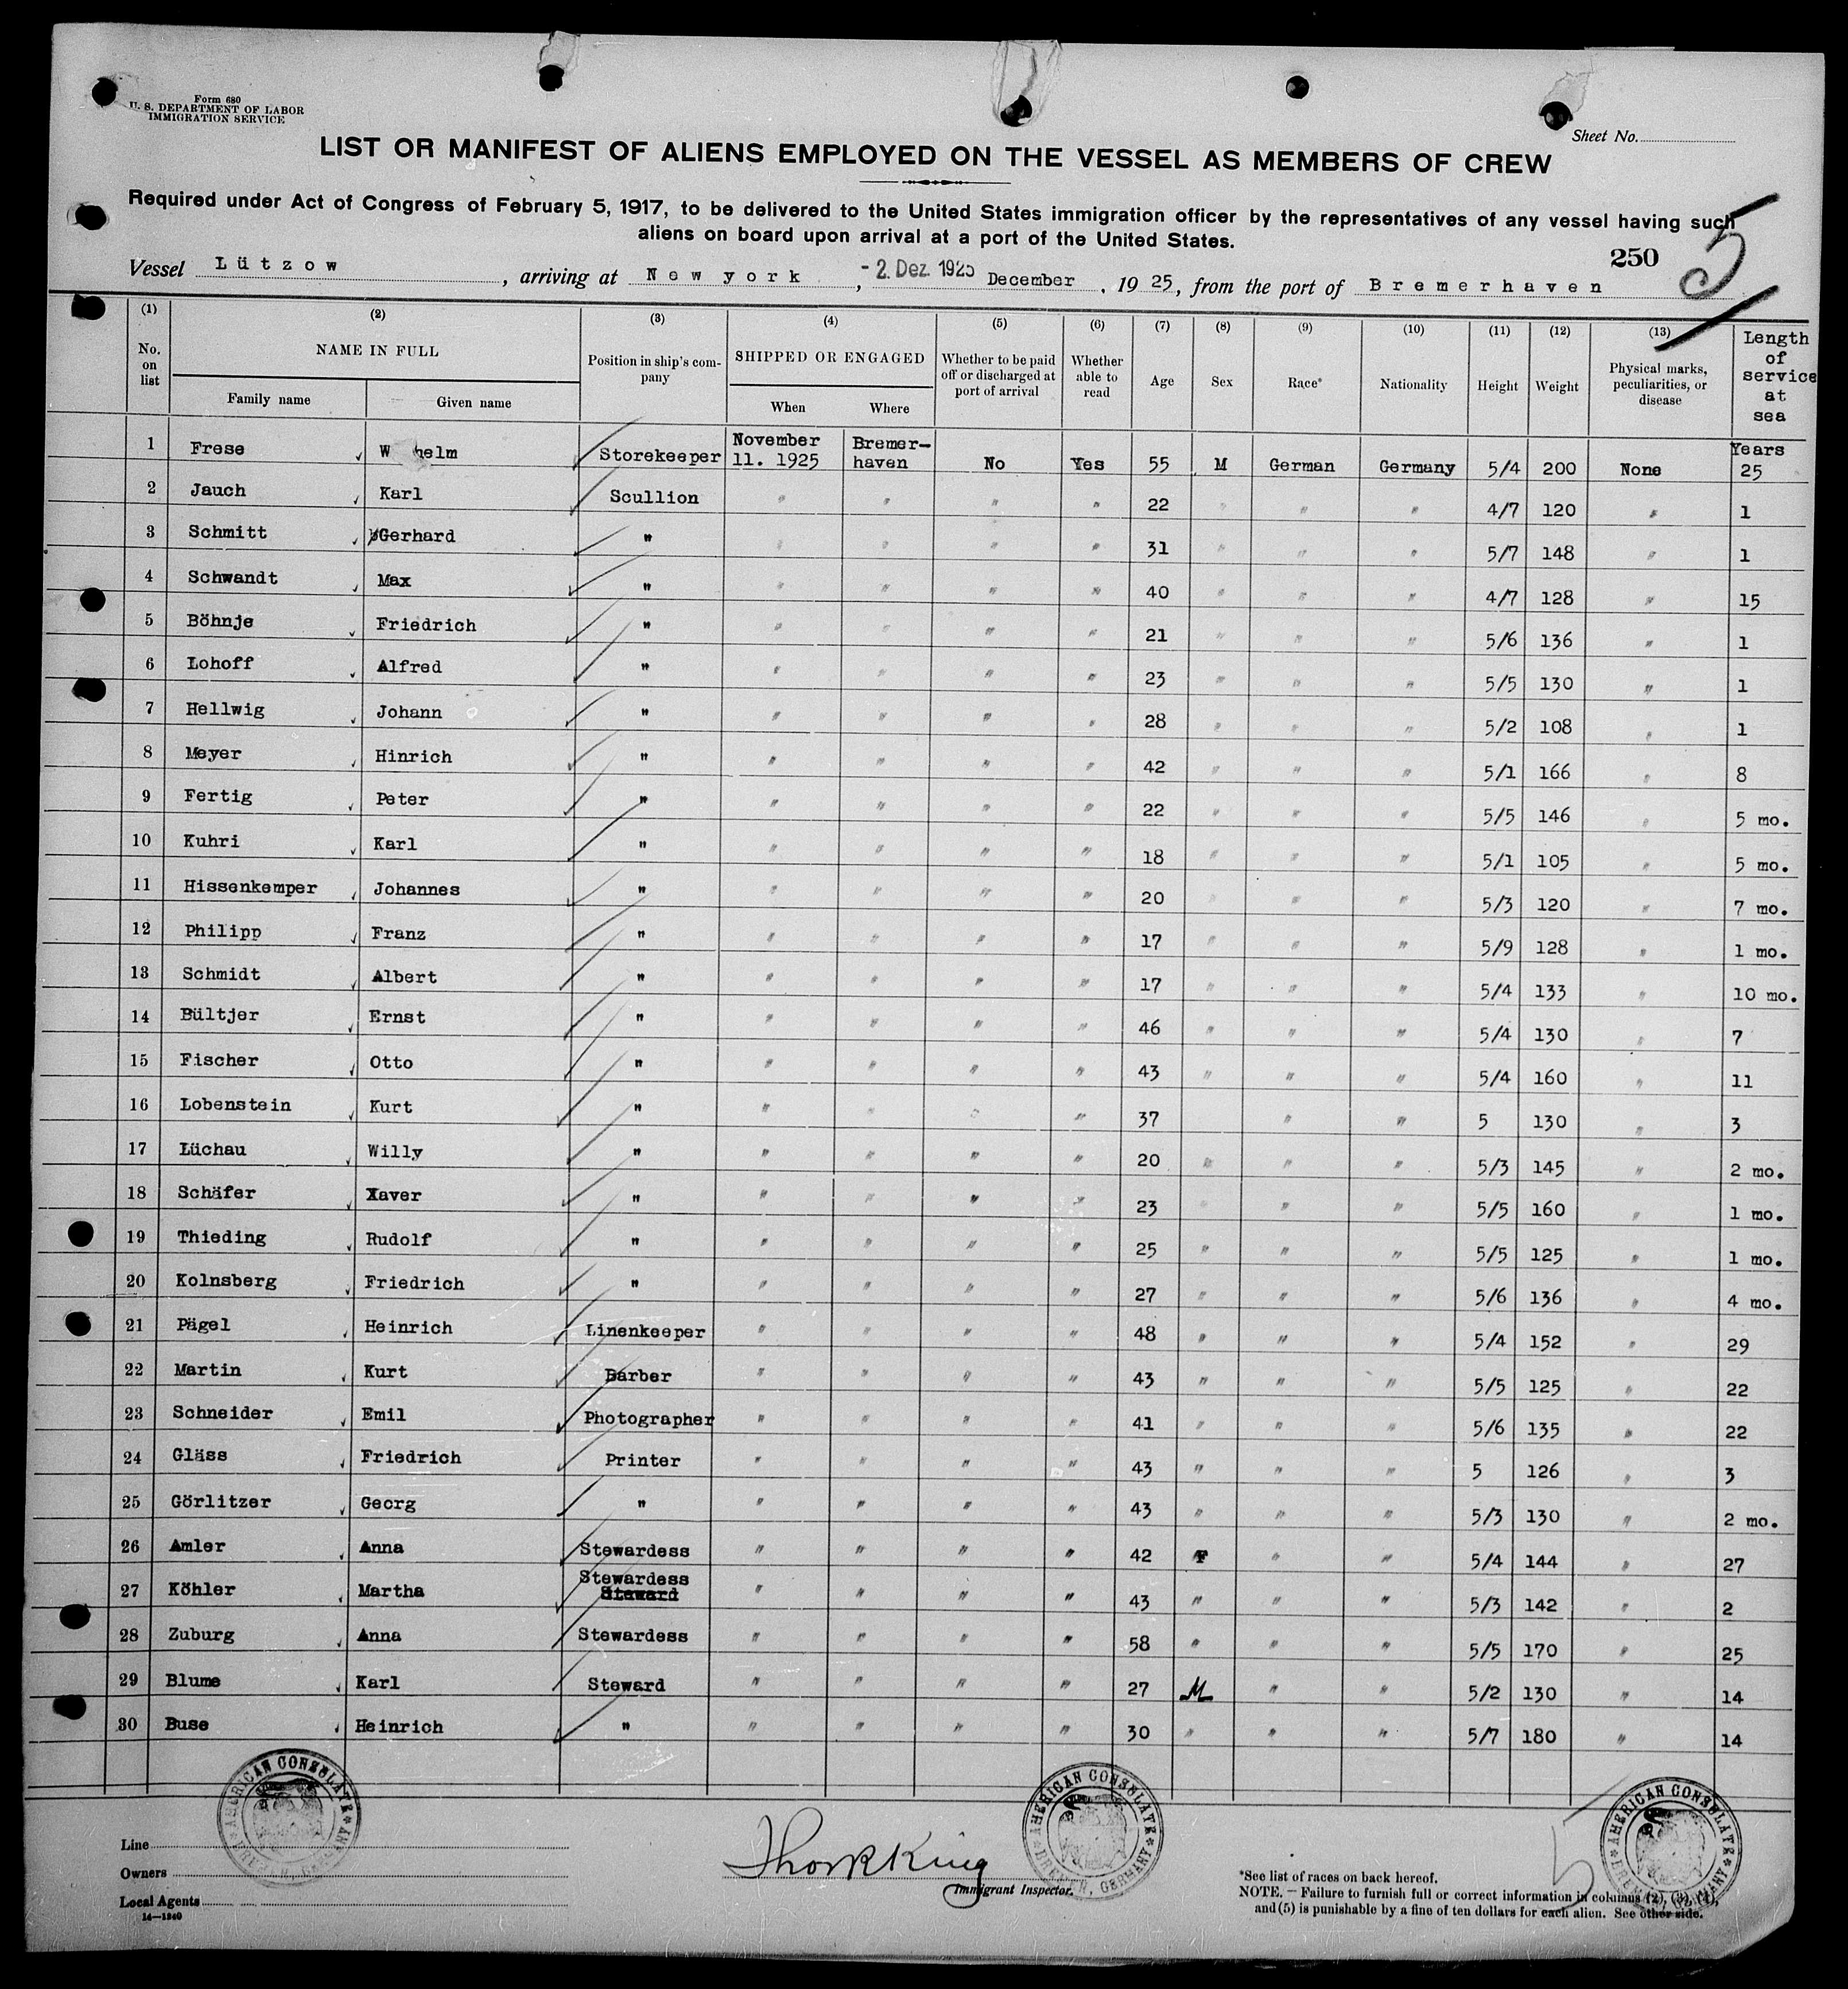 Form 680
U. S. DEPARTMENT OF LABOR
IMMIGRATION SERVICE
Sheet No.
LIST OR MANIFEST OF ALIENS EMPLOYED ON THE VESSEL AS MEMBERS OF CREW
Required under Act of Congress of February 5, 1917, to be delivered to the United States immigration officer by the representatives of any vessel having such
aliens on board upon arrival at a port of the United States.
250 5
Vessel Lützow, arriving at New york, - 2. Dez. 1925 December, 1925, from the port of Bremerhaven
(1) (2) (3) (4) (5) (6) (7) (8) (9) (10) (11) (12) (13)
No. on list NAME IN FULL Family name Given name Position in ship's company SHIPPED OR ENGAGED When Where Whether to be paid off or discharged at port of arrival Whether able to read Age Sex Race* Nationality Height Weight Physical marks, peculiarities, or disease Length of service at sea
1 Frese W helm Storekeeper November 11. 1925 Bremer-haven No Yes 55 M German Germany 5/4 200 None Years 25
2 Jauch Karl Scullion " " " " 22 " " " 4/7 120 " 1
3 Schmitt Gerhard " " " " " 31 " " " 5/7 148 " 1
4 Schwandt Max " " " " " 40 " " " 4/7 128 " 15
5 Böhnje Friedrich " " " " " 21 " " " 5/6 136 " 1
6 Lohoff Alfred " " " " " 23 " " " 5/5 130 " 1
7 Hellwig Johann " " " " " 28 " " " 5/2 108 " 1
8 Meyer Hinrich " " " " " 42 " " " 5/1 166 " 8
9 Fertig Peter " " " " " 22 " " " 5/5 146 " 5 mo.
10 Kuhri Karl " " " " " 18 " " " 5/1 105 " 5 mo.
11 Hissenkemper Johannes " " " " " 20 " " " 5/3 120 " 7 mo.
12 Philipp Franz " " " " " 17 " " " 5/9 128 " 1 mo.
13 Schmidt Albert " " " " " 17 " " " 5/4 133 " 10 mo.
14 Bültjer Ernst " " " " " 46 " " " 5/4 130 " 7
15 Fischer Otto " " " " " 43 " " " 5/4 160 " 11
16 Lobenstein Kurt " " " " " 37 " " 5 130 " 3
17 Lüchau Willy " " " " " 20 " " " 5/3 145 " 2 mo.
18 Schäfer Xaver " " " " " 23 " " " 5/5 160 " 1 mo.
19 Thieding Rudolf " " " " " 25 " " " 5/5 125 " 1 mo.
20 Kolnsberg Friedrich " " " " " 27 " " " 5/6 136 " 4 mo.
21 Pägel Heinrich Linenkeeper " " " " 48 " " " 5/4 152 " 29
22 Martin Kurt Barber " " " " 43 " " " 5/5 125 " 22
23 Schneider Emil Photographer " " " " 41 " " " 5/6 135 " 22
24 Gläss Friedrich Printer " " " " 43 " " " 5 126 " 3
25 Görlitzer Georg " " " " " 43 " " " 5/3 130 " 2 mo.
26 Amler Anna Stewardess " " " " 42 F " " 5/4 144 " 27
27 Köhler Martha Stewardess Steward " " " " 43 " " " 5/3 142 " 2
28 Zuburg Anna Stewardess " " " " 58 " " " 5/5 170 " 25
29 Blume Karl Steward " " " " 27 M " " 5/2 130 " 14
30 Buse Heinrich " " " " " 30 " " " 5/7 180 " 14
AMERICAN CONSULATE BREMEN, GERMANY
AMERICAN CONSULATE BREMEN, GERMANY
AMERICAN CONSULATE BREMEN, GERMANY
5
Line
Owners
Local Agents
14—1240
King
Immigrant Inspector.
*See list of races on back hereof.
NOTE. — Failure to furnish full or correct information in columns (2), (3), (4),
and (5) is punishable by a fine of ten dollars for each alien. See other side.